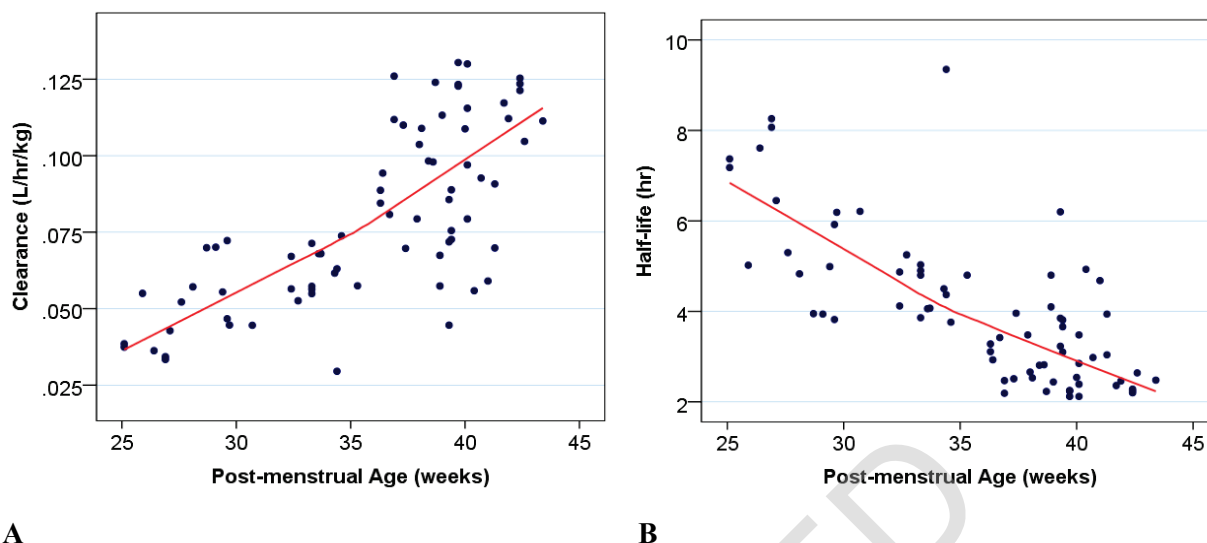 Clearance (L/hr/kg)
.125
.100
.075
.050
.025
25 30 35 40 45
Post-menstrual Age (weeks)
A
Half-life (hr)
10
8
6
4
2
25 30 35 40 45
Post-menstrual Age (weeks)
B